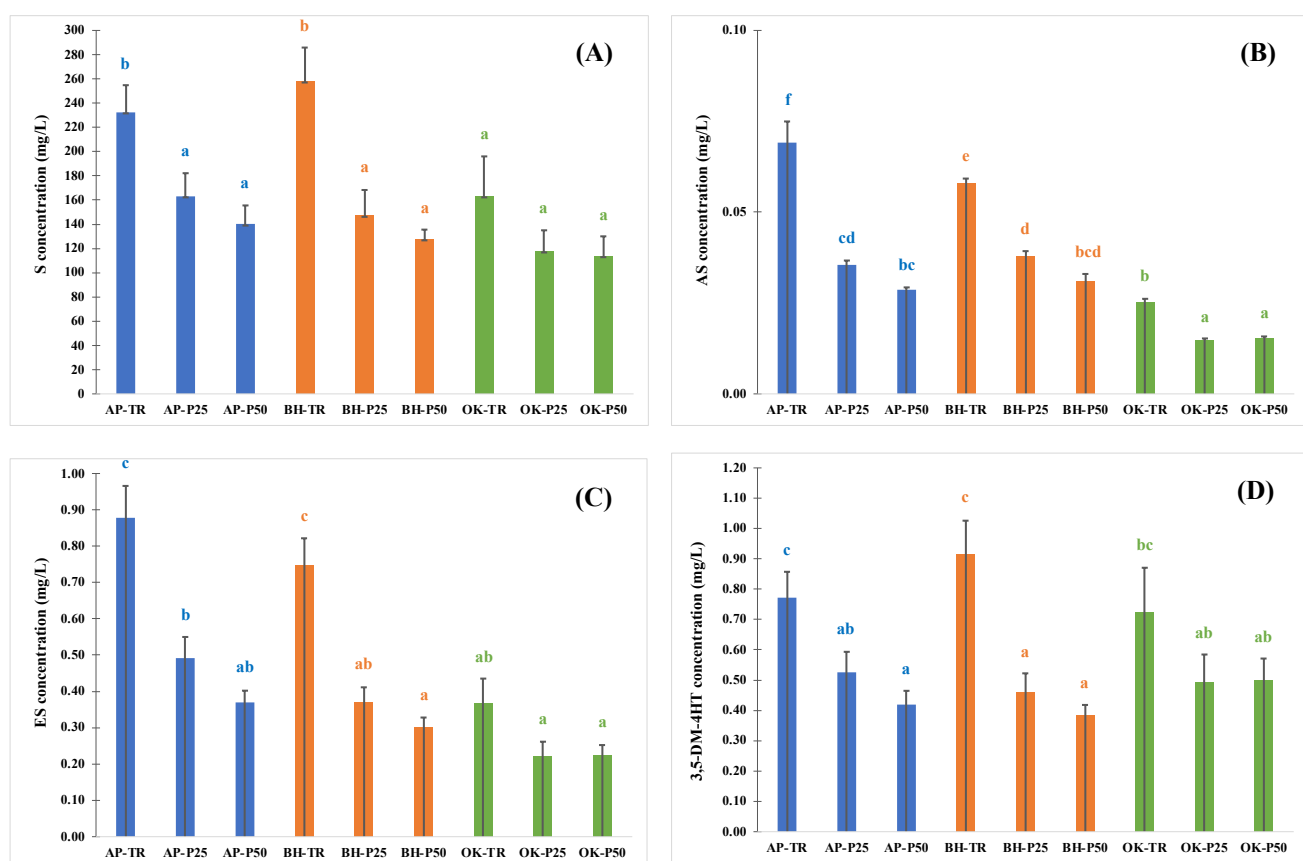 (A)
S concentration (mg/L)
300
280
260
240
220
200
180
160
140
120
100
80
60
40
20
0
b
a
a
b
a
a
a
a
a
AP-TR AP-P25 AP-P50 BH-TR BH-P25 BH-P50 OK-TR OK-P25 OK-P50
(B)
AS concentration (mg/L)
0.10
0.05
0.00
f
cd
bc
e
d
bcd
b
a
a
AP-TR AP-P25 AP-P50 BH-TR BH-P25 BH-P50 OK-TR OK-P25 OK-P50
(C)
ES concentration (mg/L)
1.00
0.90
0.80
0.70
0.60
0.50
0.40
0.30
0.20
0.10
0.00
c
b
ab
c
ab
a
ab
a
a
AP-TR AP-P25 AP-P50 BH-TR BH-P25 BH-P50 OK-TR OK-P25 OK-P50
(D)
3,5-DM-4HT concentration (mg/L)
1.20
1.10
1.00
0.90
0.80
0.70
0.60
0.50
0.40
0.30
0.20
0.10
0.00
c
ab
a
c
a
a
bc
ab
ab
AP-TR AP-P25 AP-P50 BH-TR BH-P25 BH-P50 OK-TR OK-P25 OK-P50